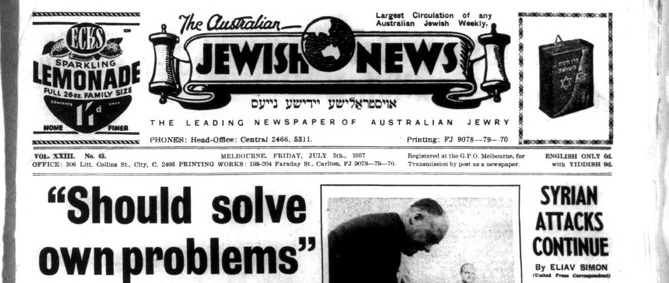 The Australian
JEWISH NEWS
אויסטראַלישע יידישע נייעס
THE LEADING NEWSPAPER OF AUSTRALIAN JEWRY
Largest Circulation of any
Australian Jewish Weekly.
ECKS
SPARKLING
LEMONADE
FULL 26oz. FAMILY SIZE
CONTENTS ONLY
NONE FINER
PHONES: Head-Office: Central 2466, 5311. Printing: FJ 9078—79—70
VOL. XXIII. No. 45. MELBOURNE, FRIDAY, JULY 5th., 1957
OFFICE: 306 Litt. Collins St., City, C. 2466 PRINTING WORKS: 198-204 Faraday St., Carlton, FJ 9078—79—70.
Registered at the G.P.O. Melbourne, for
Transmission by post as a newspaper.
ENGLISH ONLY 6d.
with YIDDISH 9d.
"Should solve
own problems"
SYRIAN
ATTACKS
CONTINUE
By ELIAV SIMON
(United Press Correspondent)